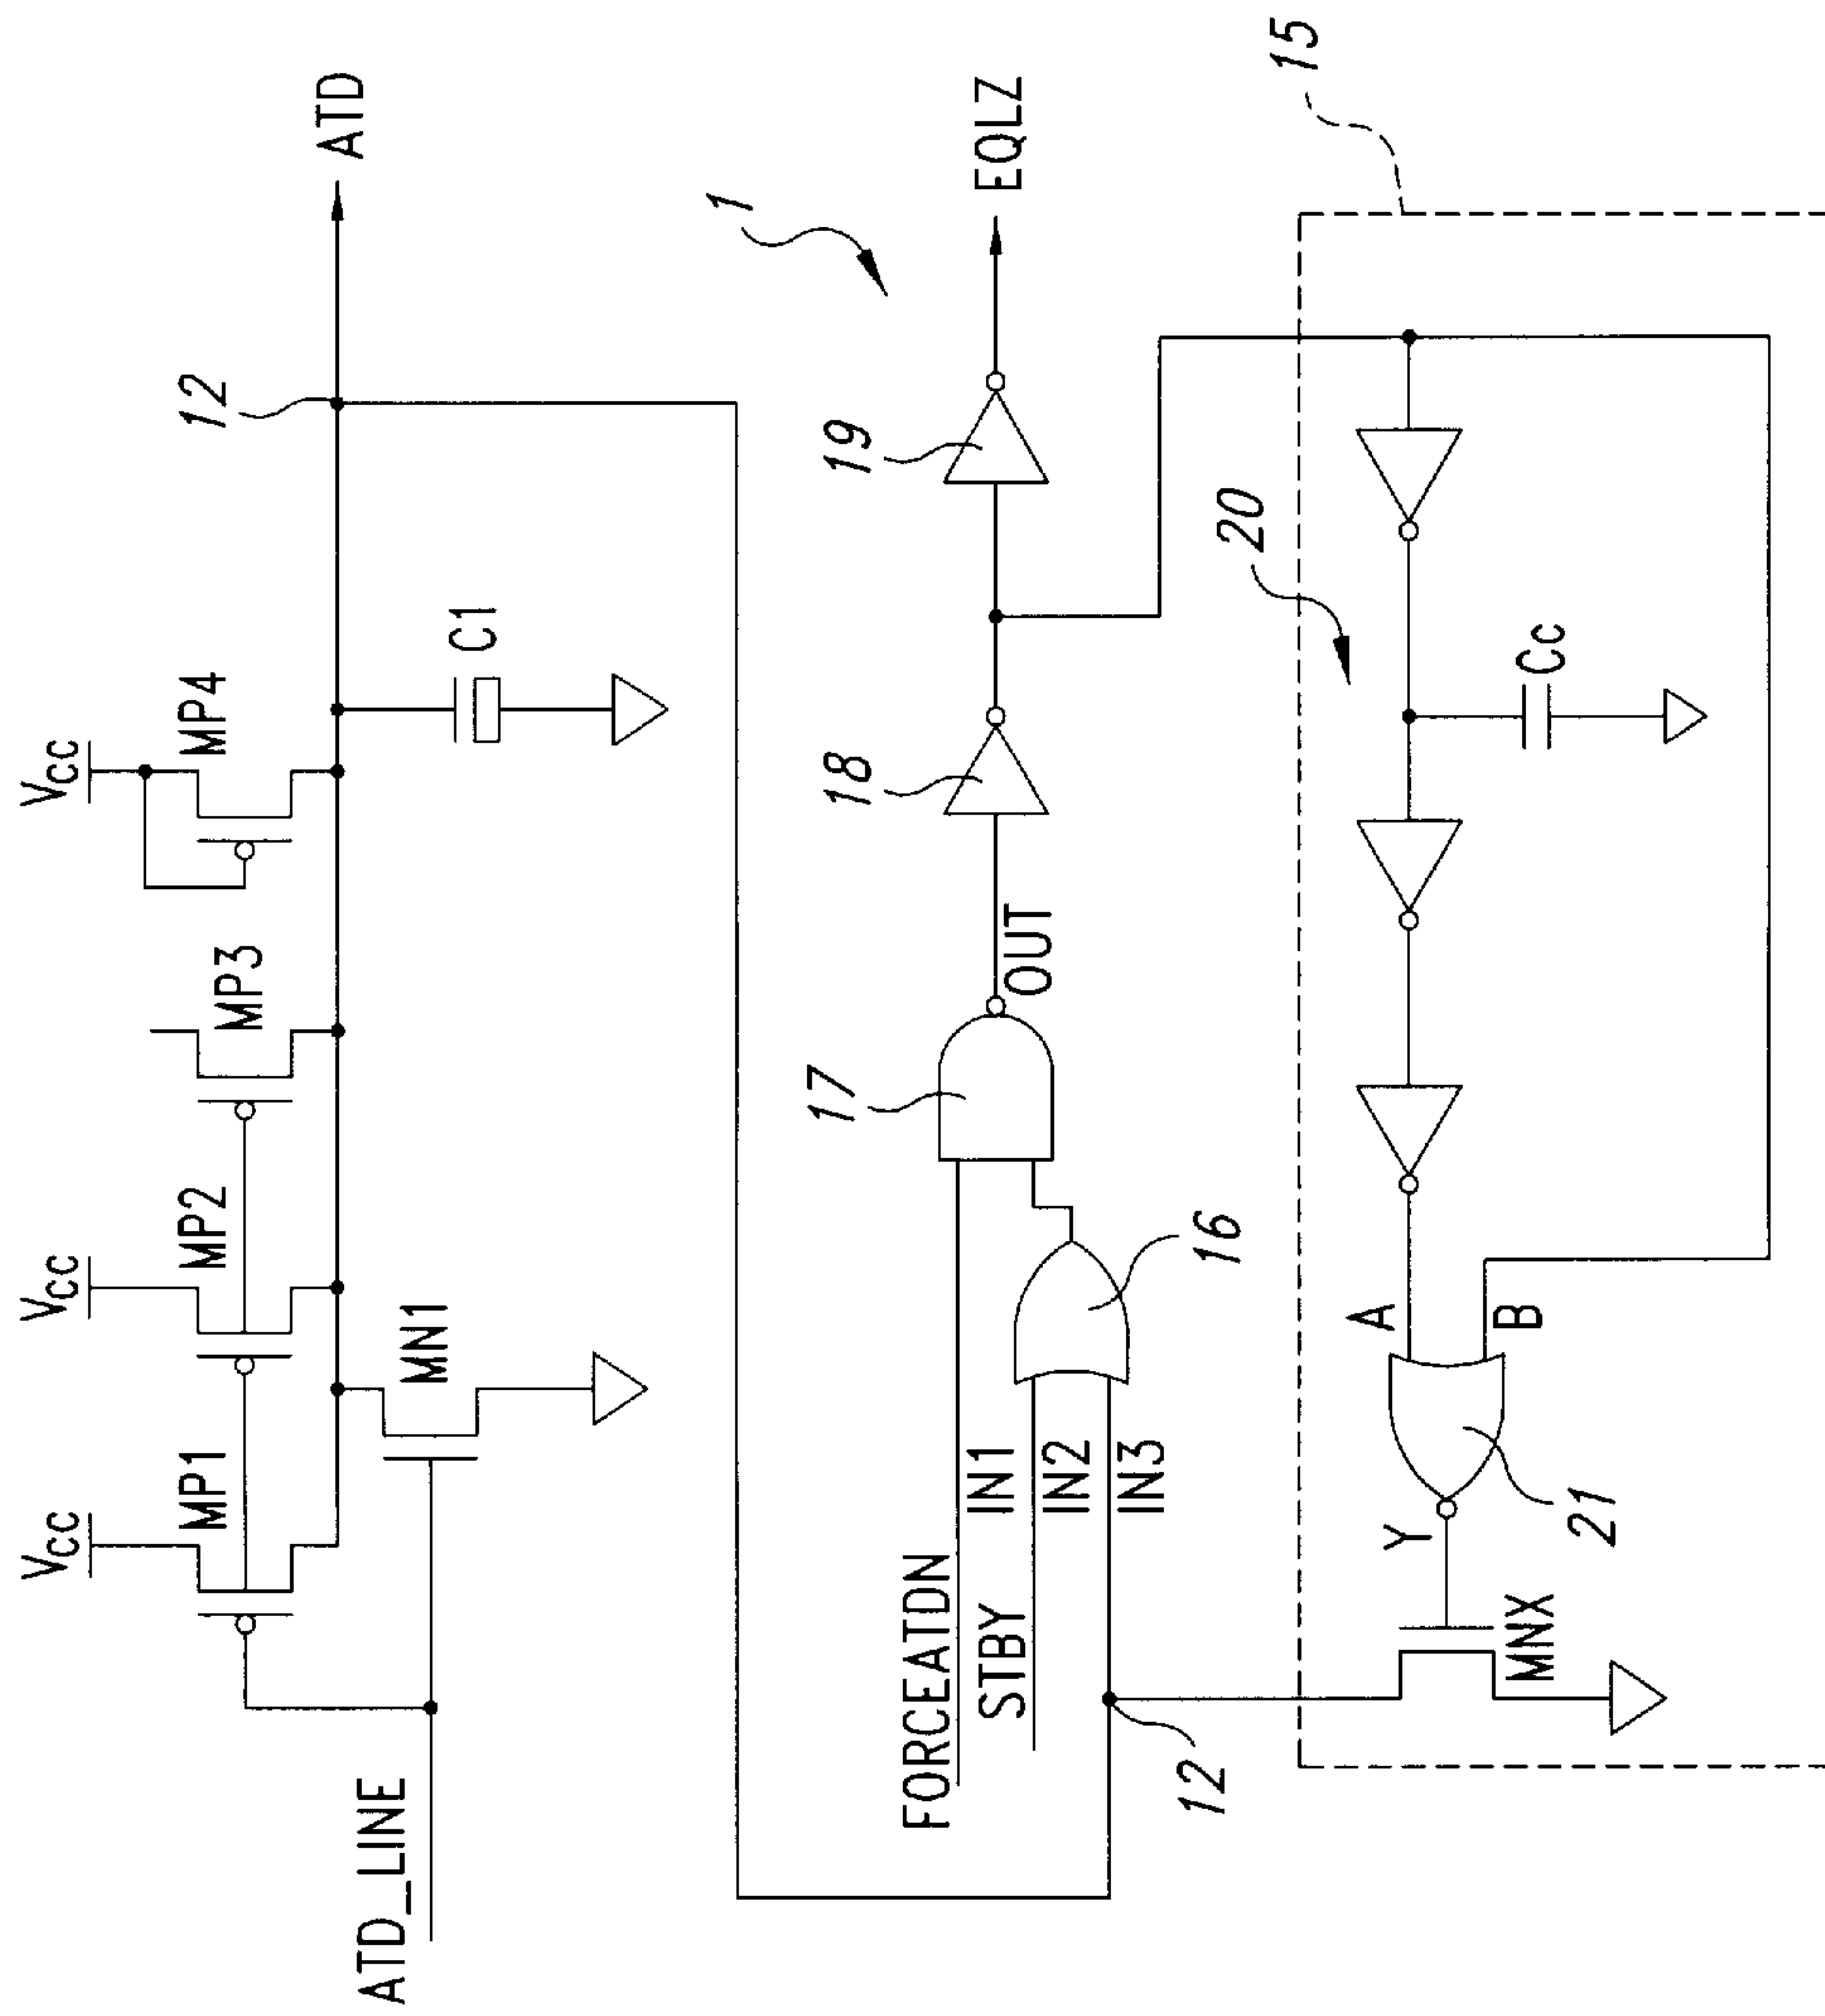 Vcc
Vcc
Vcc
MP1
MP2
MP3
MP4
12
ATD
ATD_LINE
MN1
C1
1
17
18
19
EQLZ
FORCEATDN
IN1
OUT
STBY
IN2
IN3
16
12
20
15
A
B
Y
Cc
21
MNX